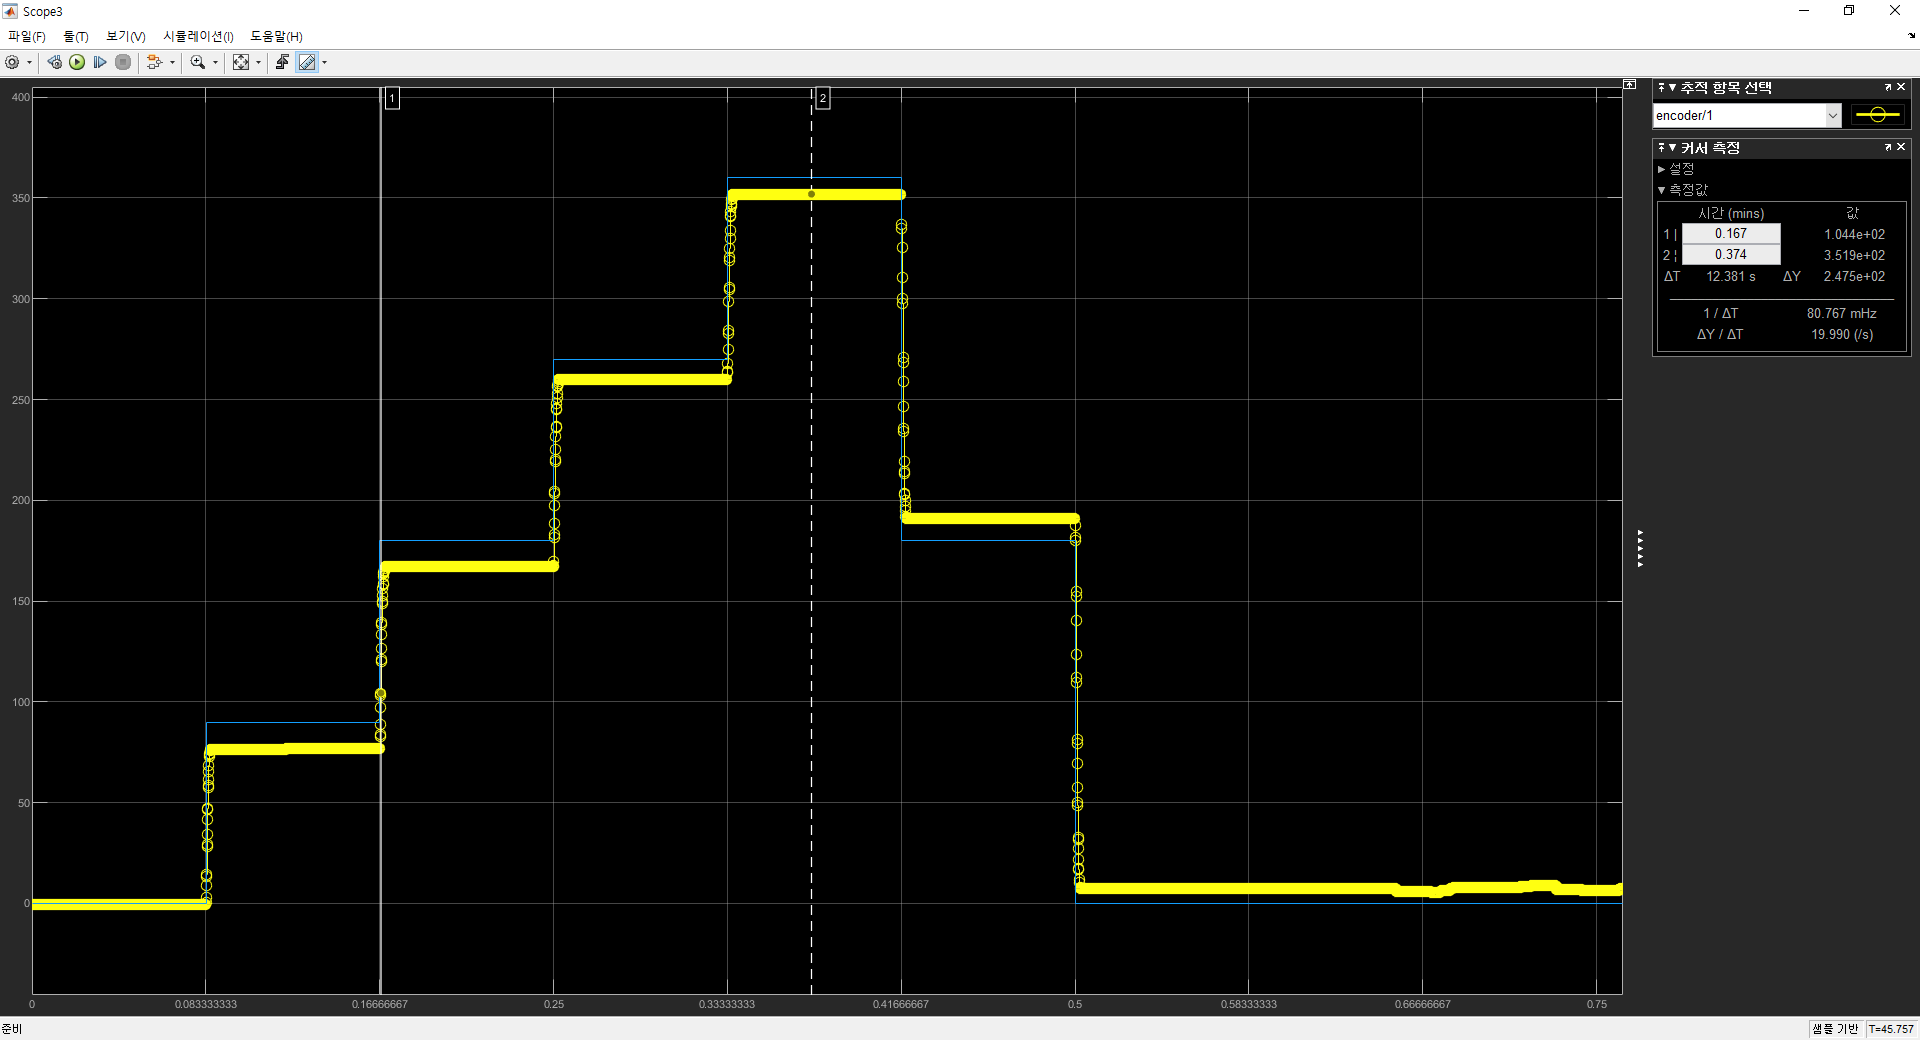 Scope3
파일(F) 툴(T) 보기(V) 시뮬레이션(I) 도움말(H)
400
350
300
250
200
150
100
50
0
1
2
0 0.083333333 0.16666667 0.25 0.33333333 0.41666667 0.5 0.58333333 0.66666667 0.75
추적 항목 선택
encoder/1
커서 측정
설정
측정값
시간 (mins) 값
1 | 0.167 1.044e+02
2 ¦ 0.374 3.519e+02
ΔT 12.381 s ΔY 2.475e+02
1 / ΔT 80.767 mHz
ΔY / ΔT 19.990 (/s)
준비
샘플 기반 T=45.757